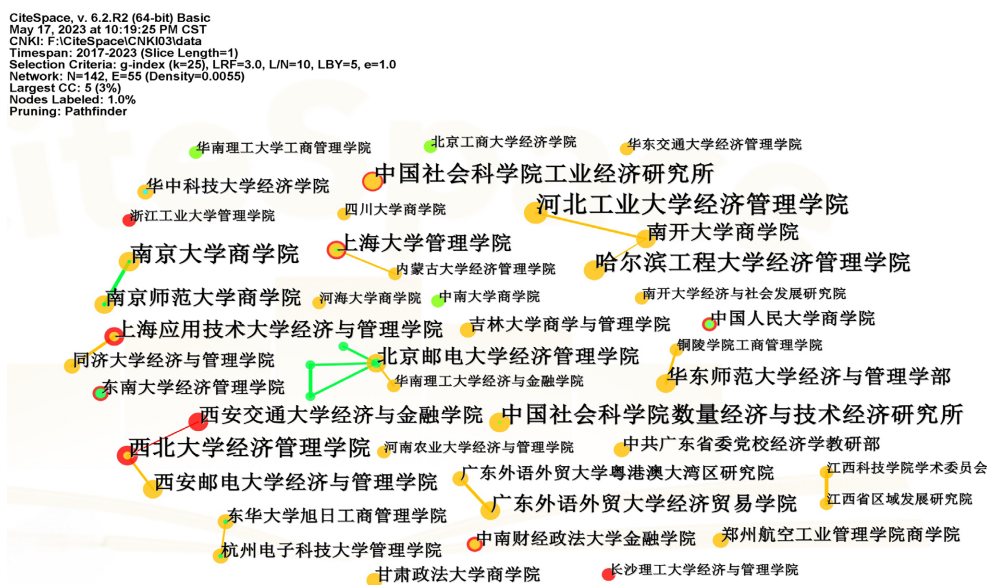 CiteSpace, v. 6.2.R2 (64-bit) Basic
May 17, 2023 at 10:19:25 PM CST
CNKI: F:\CiteSpace\CNKI03\data
Timespan: 2017-2023 (Slice Length=1)
Selection Criteria: g-index (k=25), LRF=3.0, L/N=10, LBY=5, e=1.0
Network: N=142, E=55 (Density=0.0055)
Largest CC: 5 (3%)
Nodes Labeled: 1.0%
Pruning: Pathfinder
华南理工大学工商管理学院
北京工商大学经济学院
华东交通大学经济管理学院
中国社会科学院工业经济研究所
华中科技大学经济学院
浙江工业大学管理学院
四川大学商学院
河北工业大学经济管理学院
南开大学商学院
上海大学管理学院
南京大学商学院
内蒙古大学经济管理学院
哈尔滨工程大学经济管理学院
南京师范大学商学院
河海大学商学院
中南大学商学院
南开大学经济与社会发展研究院
上海应用技术大学经济与管理学院
吉林大学商学与管理学院
中国人民大学商学院
铜陵学院工商管理学院
同济大学经济与管理学院
北京邮电大学经济管理学院
华东师范大学经济与管理学部
东南大学经济管理学院
华南理工大学经济与金融学院
西安交通大学经济与金融学院
中国社会科学院数量经济与技术经济研究所
西北大学经济管理学院
河南农业大学经济与管理学院
中共广东省委党校经济学教研部
西安邮电大学经济与管理学院
广东外语外贸大学粤港澳大湾区研究院
江西科技学院学术委员会
广东外语外贸大学经济贸易学院
江西省区域发展研究院
东华大学旭日工商管理学院
杭州电子科技大学管理学院
中南财经政法大学金融学院
郑州航空工业管理学院商学院
甘肃政法大学商学院
长沙理工大学经济与管理学院